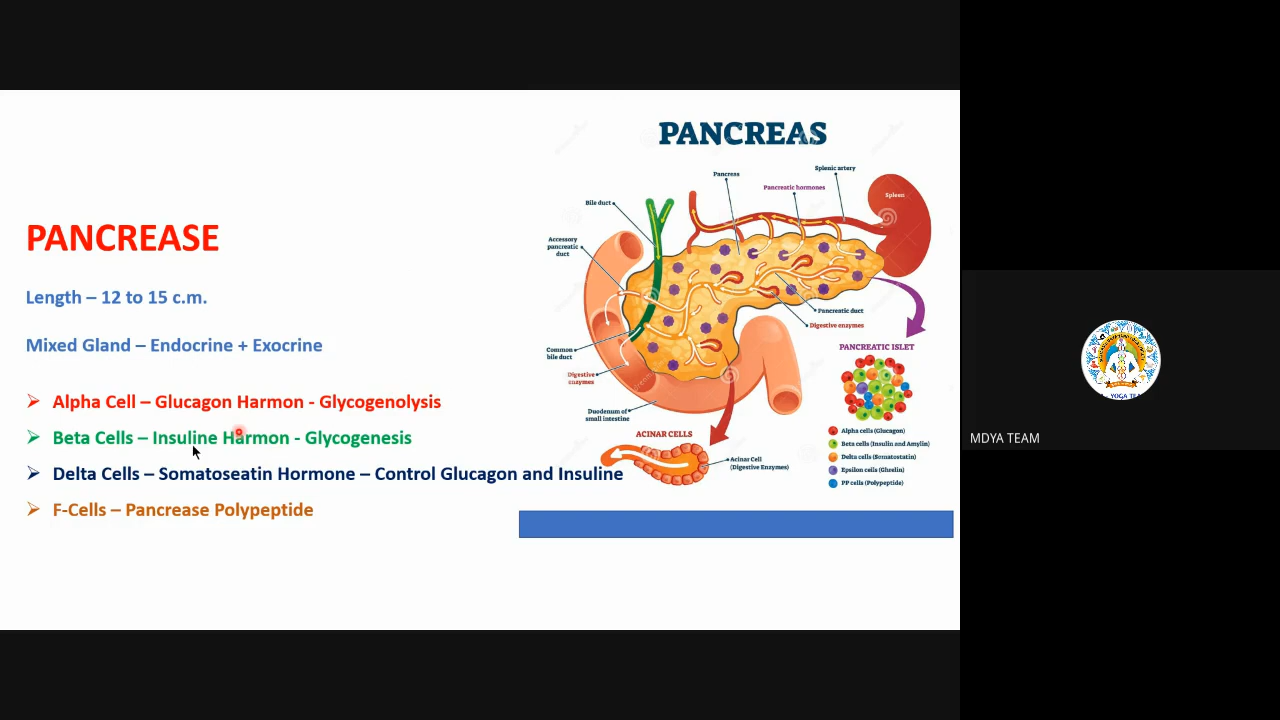 PANCREASE
Length – 12 to 15 c.m.
Mixed Gland – Endocrine + Exocrine
Alpha Cell – Glucagon Harmon - Glycogenolysis
Beta Cells – Insuline Harmon - Glycogenesis
Delta Cells – Somatoseatin Hormone – Control Glucagon and Insuline
F-Cells – Pancrease Polypeptide
PANCREAS
Splenic artery
Pancreas
Pancreatic hormones
Spleen
Bile duct
Accessory
pancreatic
duct
Pancreatic duct
Digestive enzymes
Common
bile duct
Digestive
enzymes
Duodenum of
small intestine
PANCREATIC ISLET
ACINAR CELLS
Acinar Cell
(Digestive Enzymes)
Alpha cells (Glucagon)
Beta cells (Insulin and Amylin)
Delta cells (Somatostatin)
Epsilon cells (Ghrelin)
PP cells (Polypeptide)
MDYA TEAM